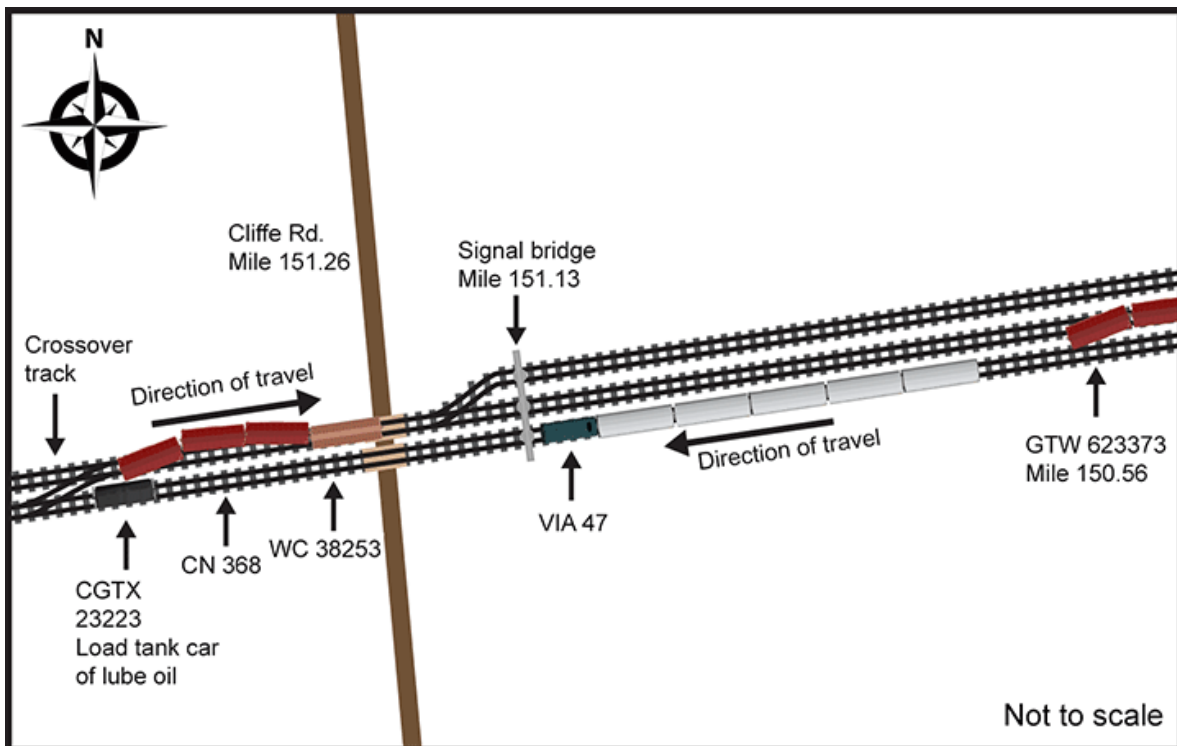 N
Cliffe Rd.
Mile 151.26
Signal bridge
Mile 151.13
Crossover
track
Direction of travel
Direction of travel
GTW 623373
Mile 150.56
VIA 47
WC 38253
CN 368
CGTX
23223
Load tank car
of lube oil
Not to scale